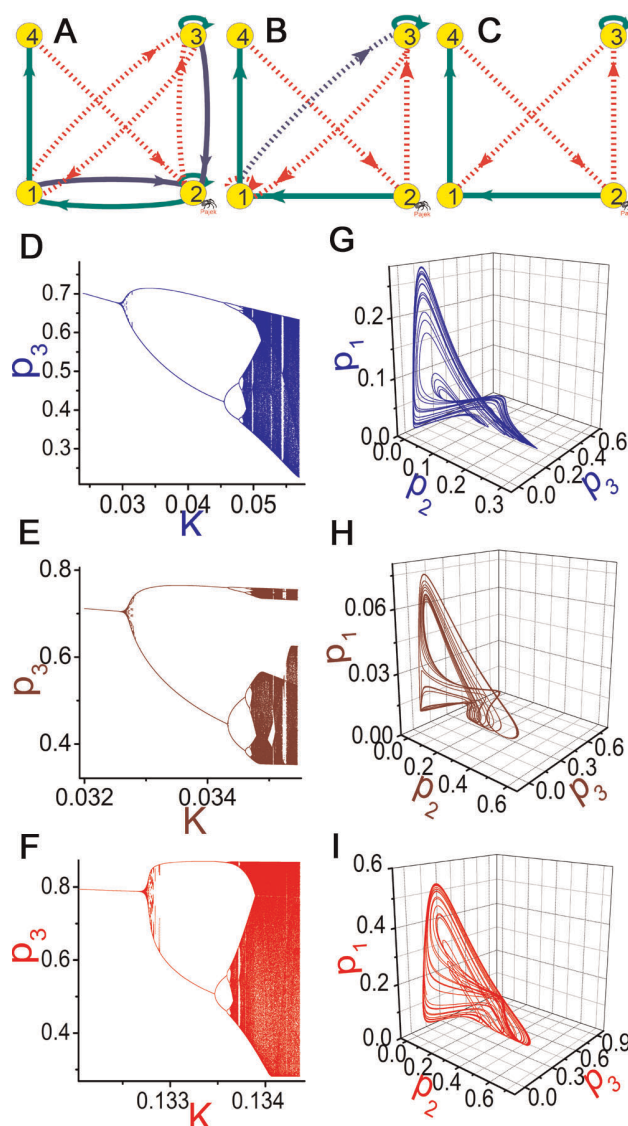 A B C
4 3 4 3 4 3
1 2 1 2 1 2
Pajek Pajek Pajek
D G
0.7
0.6
0.5
0.4
0.3
p3
0.03 0.04 0.05
K
0.2
0.1
0.0
p1
0.0 0.1 0.2 0.3
p2
0.0 0.2 0.4 0.6
p3
E H
0.8
0.6
0.4
p3
0.032 0.034
K
0.06
0.03
0.00
p1
0.0 0.2 0.4 0.6
p2
0.0 0.3 0.6
p3
F I
0.8
0.6
0.4
p3
0.133 0.134
K
0.6
0.4
0.2
0.0
p1
0.0 0.2 0.4 0.6
p2
0.0 0.3 0.6 0.9
p3